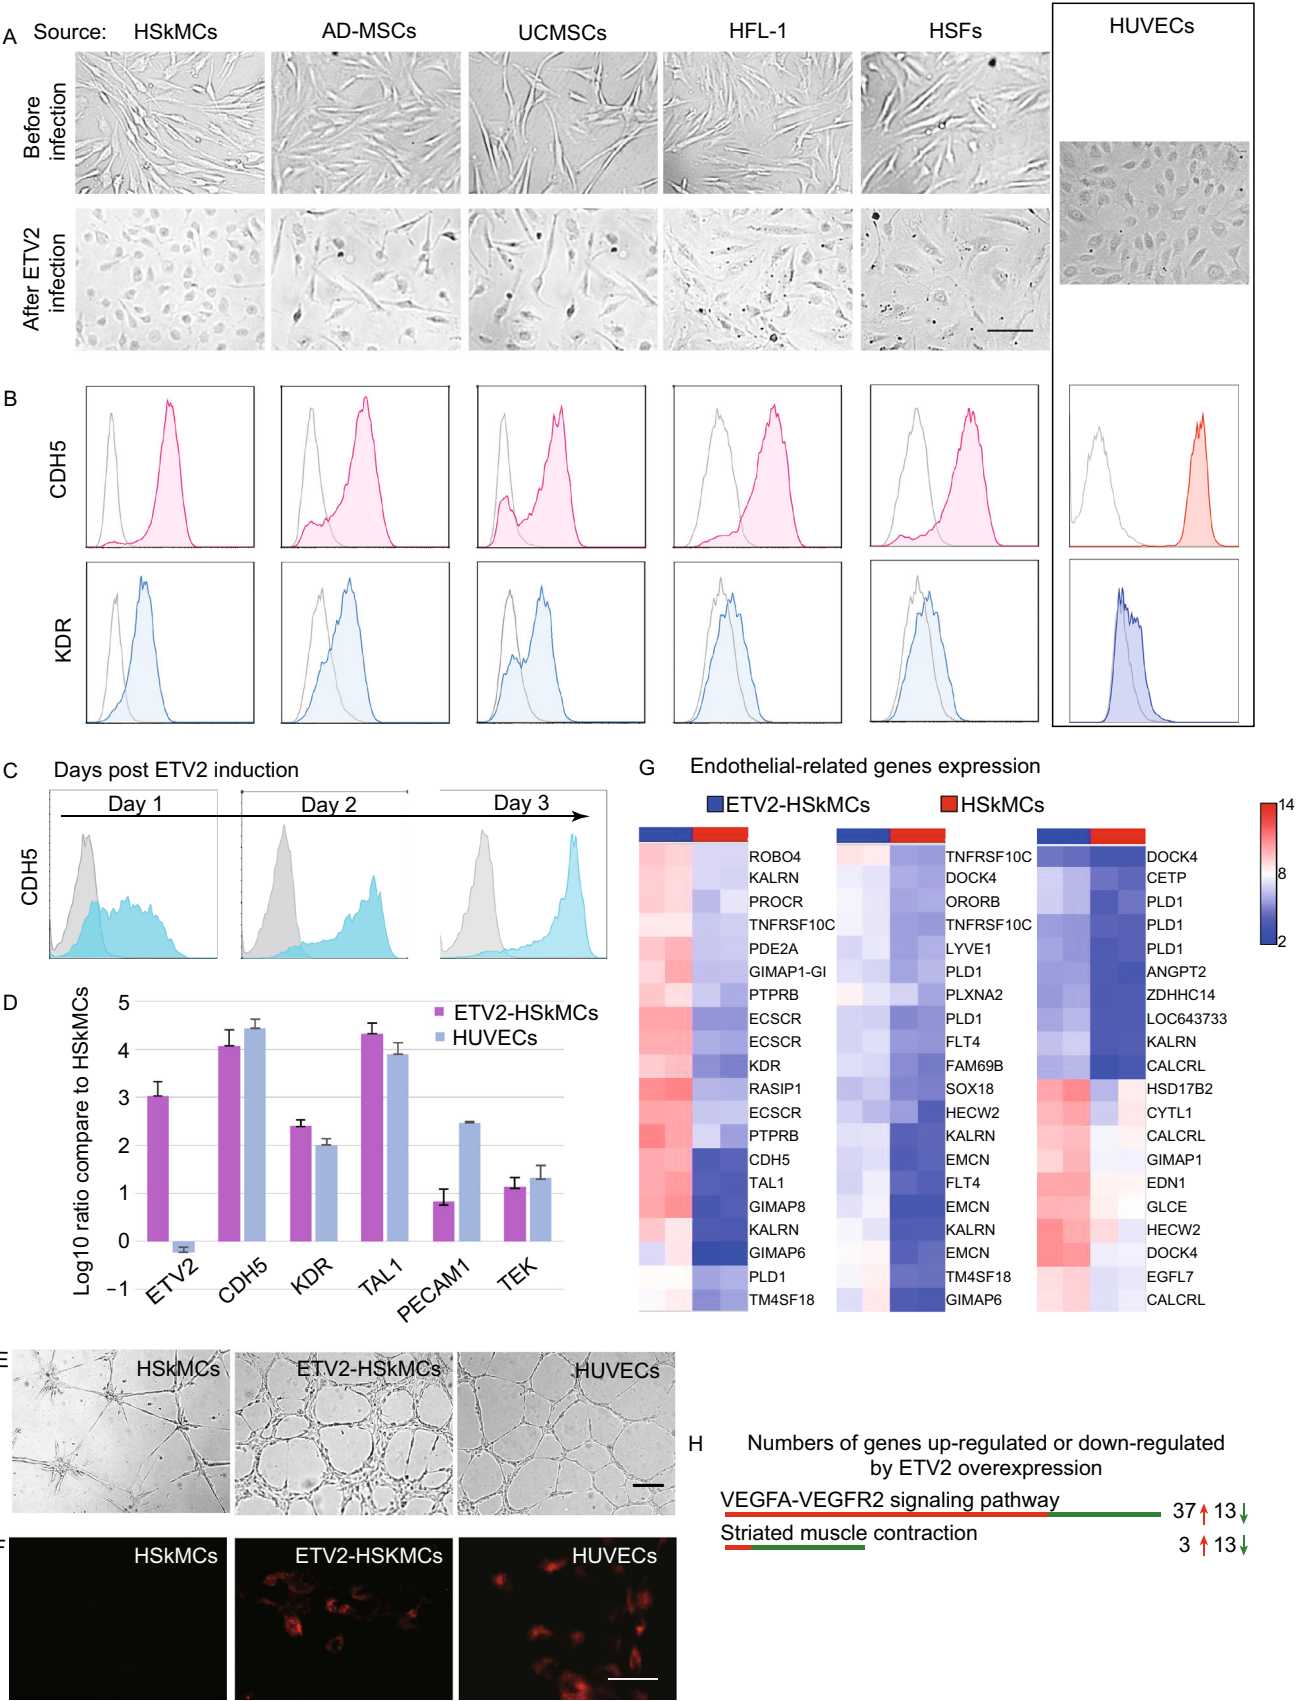 A Source: HSkMCs AD-MSCs UCMSCs HFL-1 HSFs HUVECs
Before
infection
After ETV2
infection
B
CDH5
KDR
C Days post ETV2 induction
Day 1 Day 2 Day 3
CDH5
D
Log10 ratio compare to HSkMCs
5
4
3
2
1
0
−1
ETV2-HSkMCs
HUVECs
ETV2 CDH5 KDR TAL1 PECAM1 TEK
E
HSkMCs ETV2-HSkMCs HUVECs
F
HSkMCs ETV2-HSKMCs HUVECs
G Endothelial-related genes expression
ETV2-HSkMCs HSkMCs
14
8
2
ROBO4
KALRN
PROCR
TNFRSF10C
PDE2A
GIMAP1-GI
PTPRB
ECSCR
ECSCR
KDR
RASIP1
ECSCR
PTPRB
CDH5
TAL1
GIMAP8
KALRN
GIMAP6
PLD1
TM4SF18
TNFRSF10C
DOCK4
ORORB
TNFRSF10C
LYVE1
PLD1
PLXNA2
PLD1
FLT4
FAM69B
SOX18
HECW2
KALRN
EMCN
FLT4
EMCN
KALRN
EMCN
TM4SF18
GIMAP6
DOCK4
CETP
PLD1
PLD1
PLD1
ANGPT2
ZDHHC14
LOC643733
KALRN
CALCRL
HSD17B2
CYTL1
CALCRL
GIMAP1
EDN1
GLCE
HECW2
DOCK4
EGFL7
CALCRL
H Numbers of genes up-regulated or down-regulated
by ETV2 overexpression
VEGFA-VEGFR2 signaling pathway 37 ↑ 13 ↓
Striated muscle contraction 3 ↑ 13 ↓